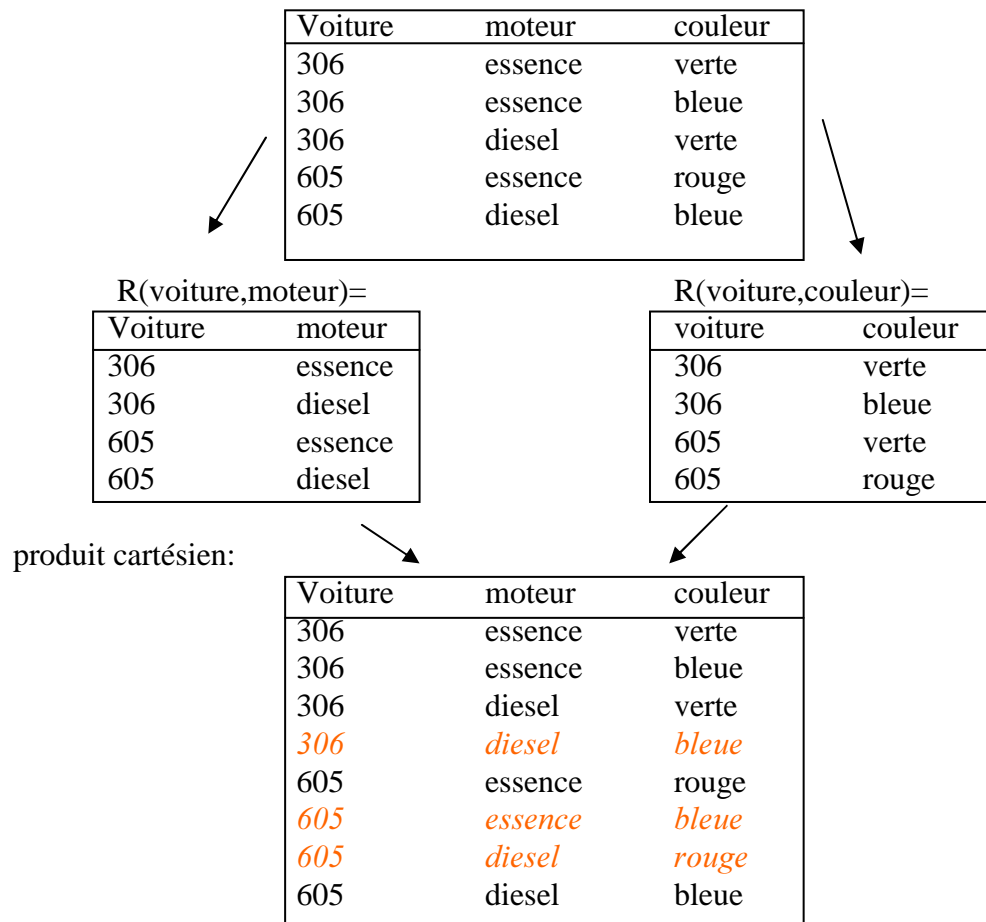 Voiture moteur couleur
306 essence verte
306 essence bleue
306 diesel verte
605 essence rouge
605 diesel bleue
R(voiture,moteur)=
Voiture moteur
306 essence
306 diesel
605 essence
605 diesel
R(voiture,couleur)=
voiture couleur
306 verte
306 bleue
605 verte
605 rouge
produit cartésien:
Voiture moteur couleur
306 essence verte
306 essence bleue
306 diesel verte
306 diesel bleue
605 essence rouge
605 essence bleue
605 diesel rouge
605 diesel bleue